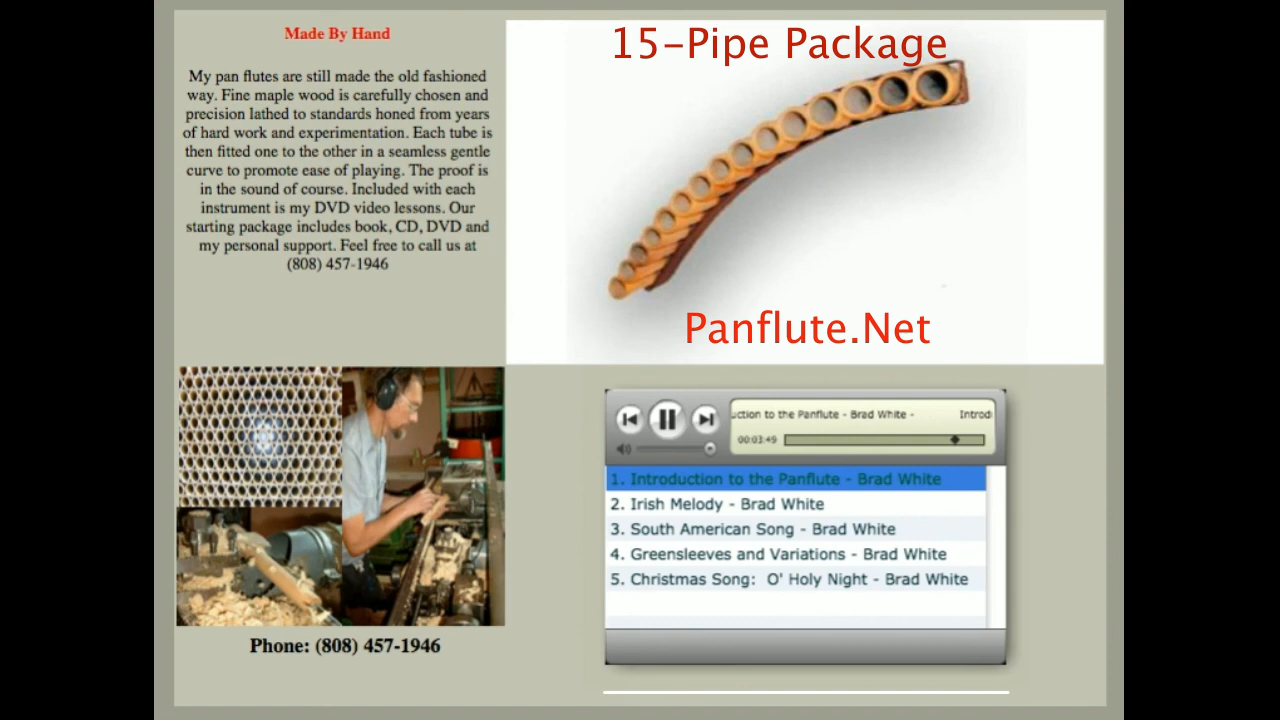 Made By Hand
My pan flutes are still made the old fashioned
way. Fine maple wood is carefully chosen and
precision lathed to standards honed from years
of hard work and experimentation. Each tube is
then fitted one to the other in a seamless gentle
curve to promote ease of playing. The proof is
in the sound of course. Included with each
instrument is my DVD video lessons. Our
starting package includes book, CD, DVD and
my personal support. Feel free to call us at
(808) 457-1946
15-Pipe Package
Panflute.Net
uction to the Panflute - Brad White - Introd
00:03:49
1. Introduction to the Panflute - Brad White
2. Irish Melody - Brad White
3. South American Song - Brad White
4. Greensleeves and Variations - Brad White
5. Christmas Song: O' Holy Night - Brad White
Phone: (808) 457-1946